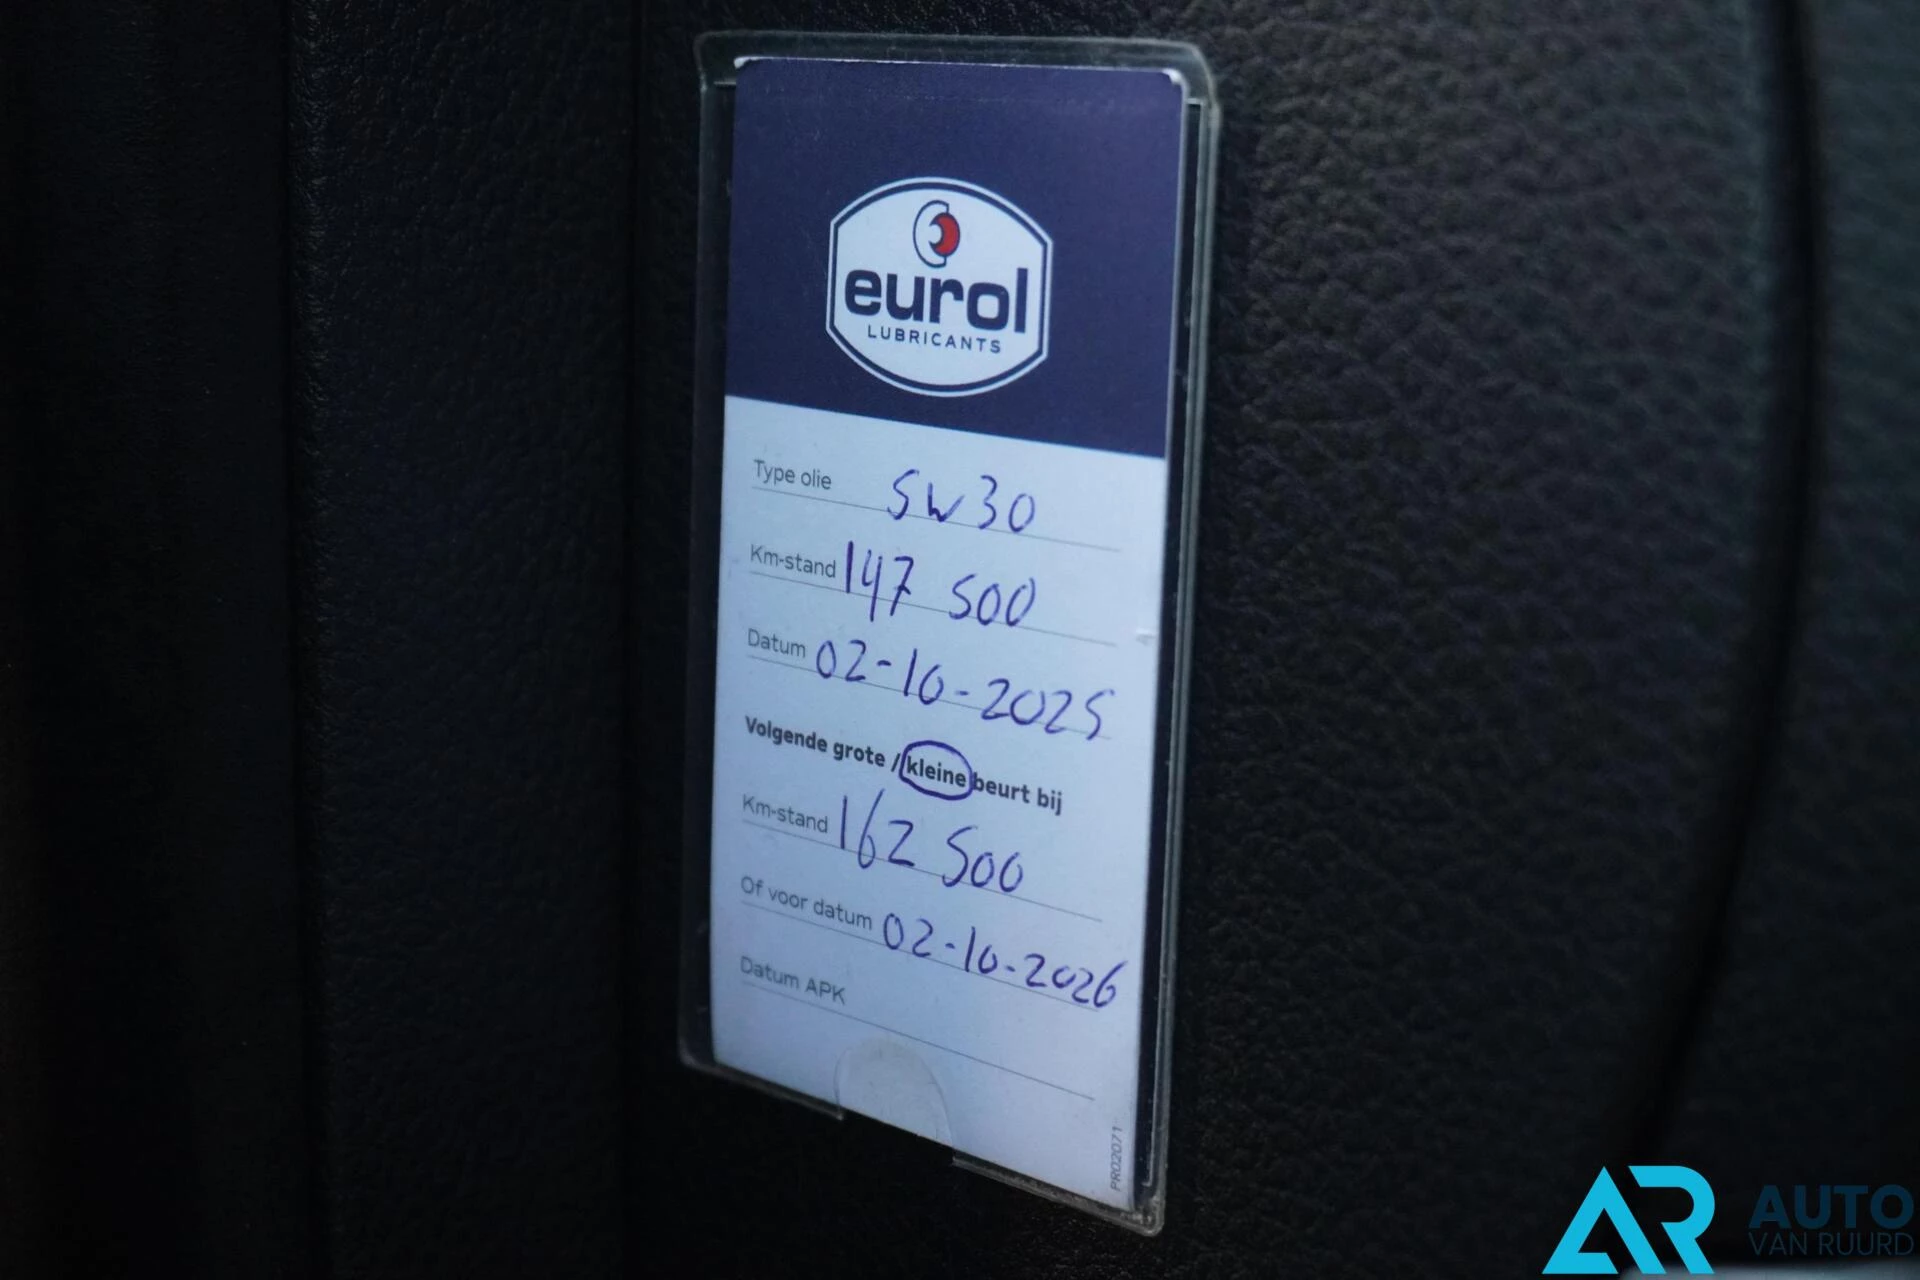 eurol
LUBRICANTS
Type olie 5W30
Km-stand 147 500
Datum 02-10-2025
Volgende grote / kleine beurt bij
Km-stand 162 500
Of voor datum 02-10-2026
Datum APK
PR02071
AR AUTO
VAN RUURD